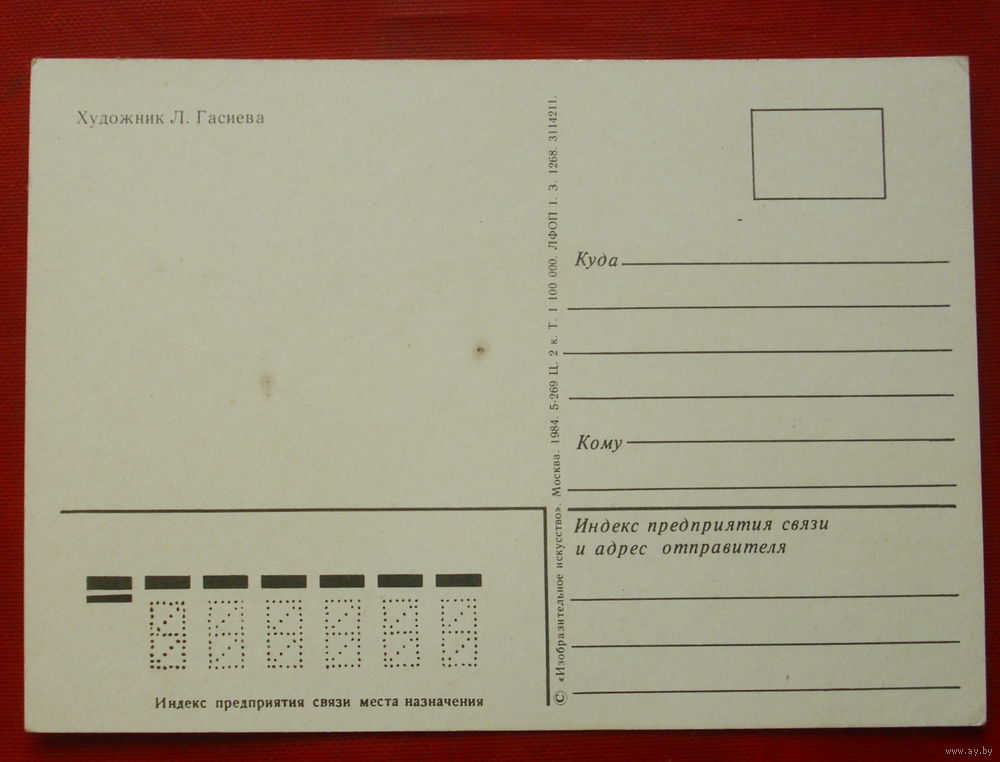 Художник Л. Гасиева
© «Изобразительное искусство». Москва. 1984. 5-269 Ц. 2 к. Т. 1 100 000. ЛФОП 1. З. 1268. 3114211.
Куда
Кому
Индекс предприятия связи
и адрес отправителя
Индекс предприятия связи места назначения
www.ay.by